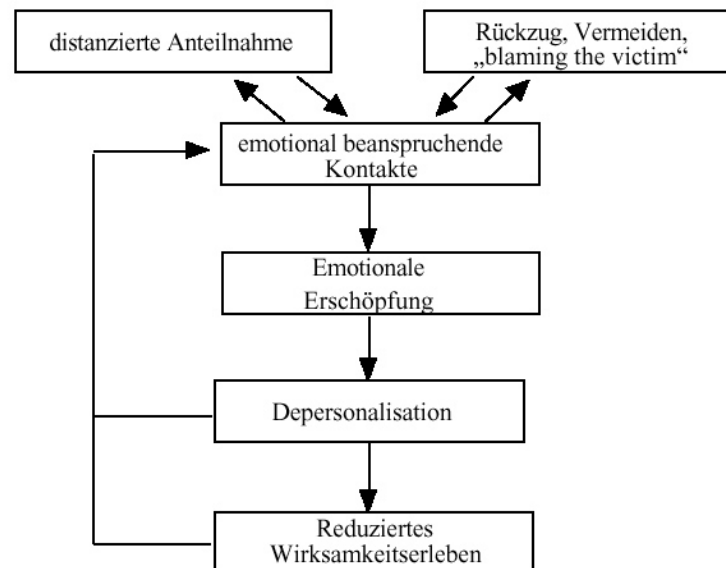 distanzierte Anteilnahme
Rückzug, Vermeiden,
„blaming the victim“
emotional beanspruchende
Kontakte
Emotionale
Erschöpfung
Depersonalisation
Reduziertes
Wirksamkeitserleben